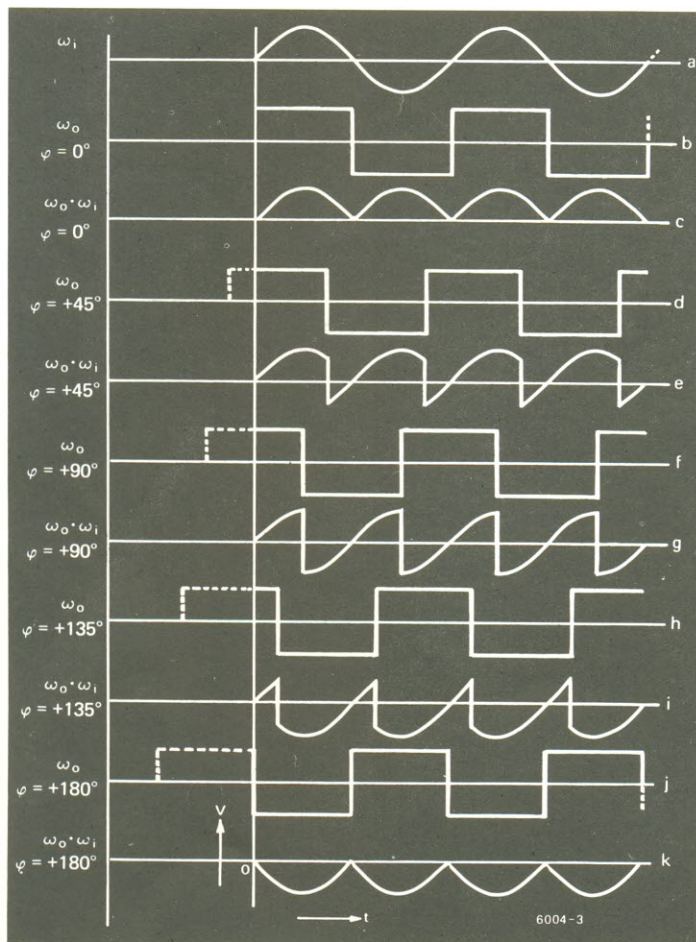 ωi a
ωo
φ = 0° b
ωo·ωi
φ = 0° c
ωo
φ = +45° d
ωo·ωi
φ = +45° e
ωo
φ = +90° f
ωo·ωi
φ = +90° g
ωo
φ = +135° h
ωo·ωi
φ = +135° i
ωo
φ = +180° j
V
ωo·ωi
φ = +180° o k
t 6004-3